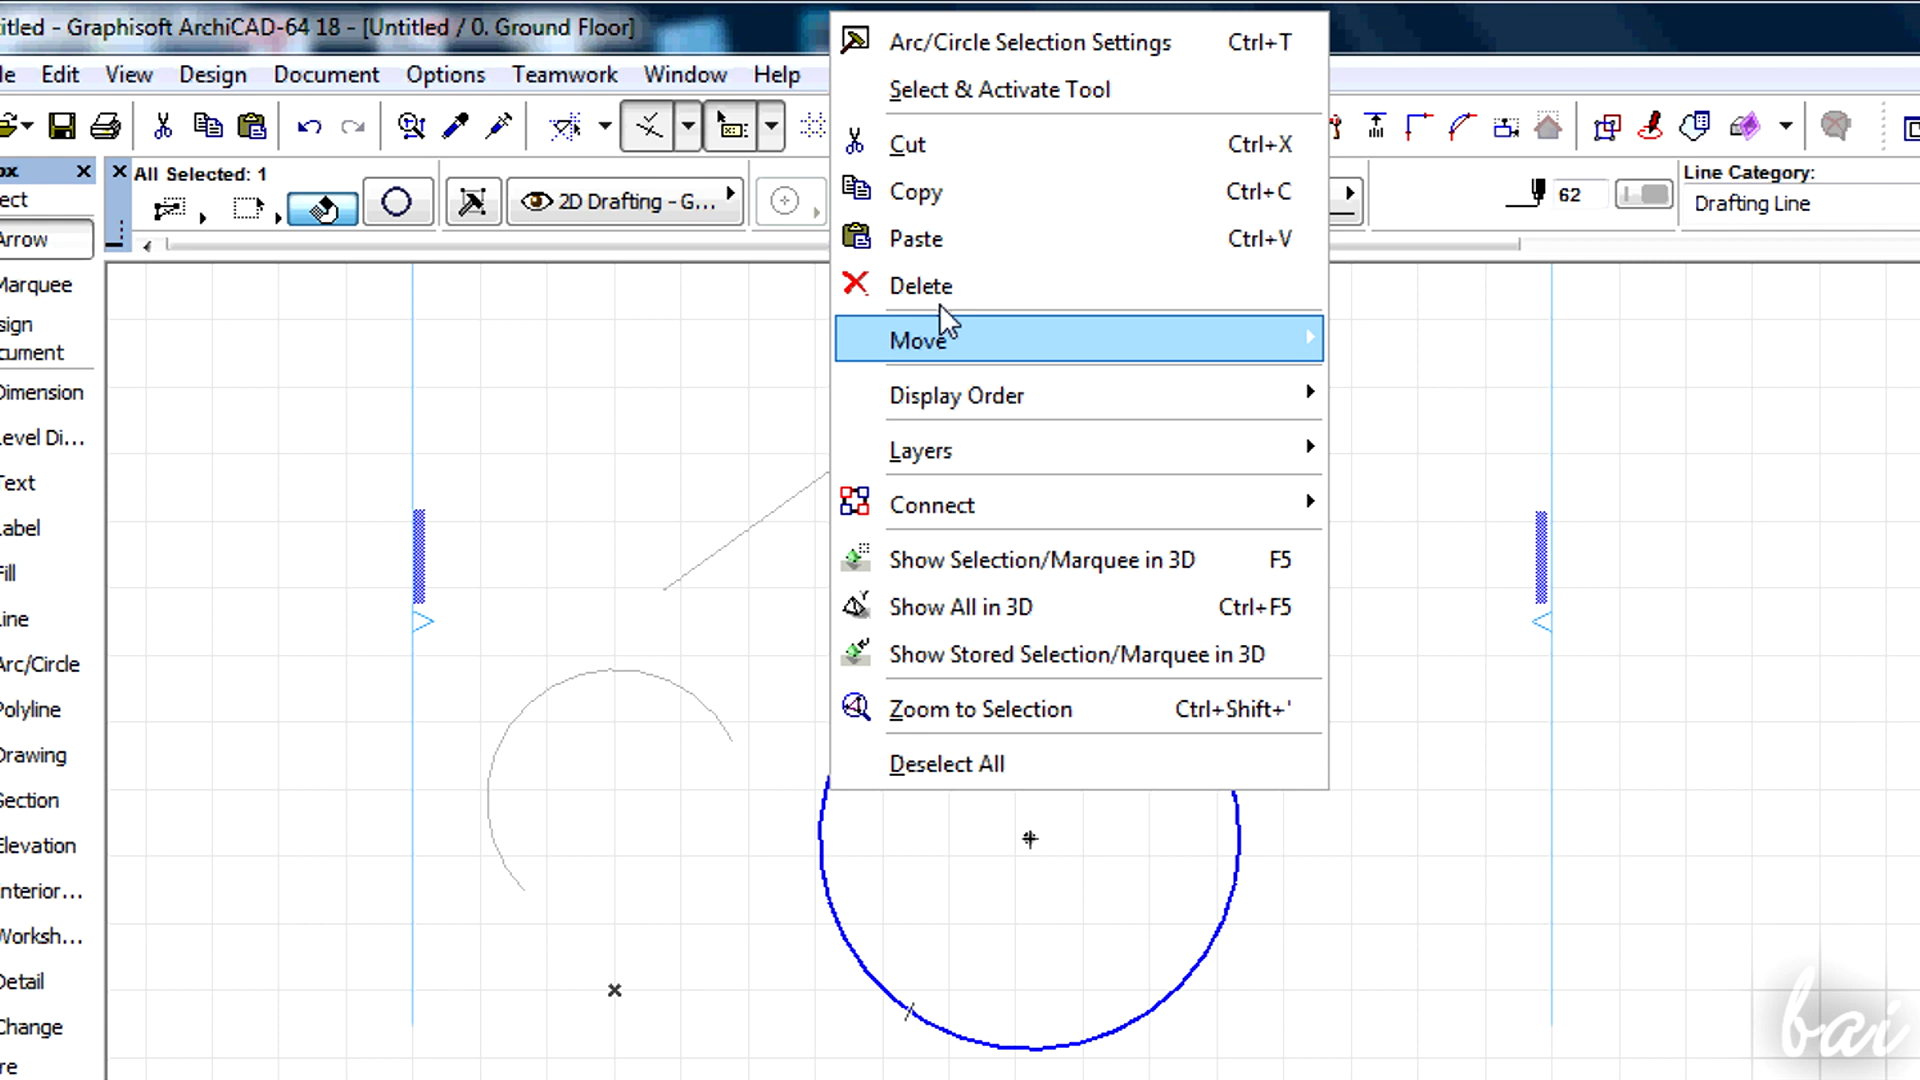 itled - Graphisoft ArchiCAD-64 18 - [Untitled / 0. Ground Floor]
le Edit View Design Document Options Teamwork Window Help
ox
ect
Arrow
Marquee
sign
cument
Dimension
Level Di...
Text
Label
Fill
Line
Arc/Circle
Polyline
Drawing
Section
Elevation
Interior...
Worksh...
Detail
Change
re
All Selected: 1
2D Drafting - G...
62
Line Category:
Drafting Line
Arc/Circle Selection Settings Ctrl+T
Select & Activate Tool
Cut Ctrl+X
Copy Ctrl+C
Paste Ctrl+V
Delete
Move
Display Order
Layers
Connect
Show Selection/Marquee in 3D F5
Show All in 3D Ctrl+F5
Show Stored Selection/Marquee in 3D
Zoom to Selection Ctrl+Shift+'
Deselect All
bai